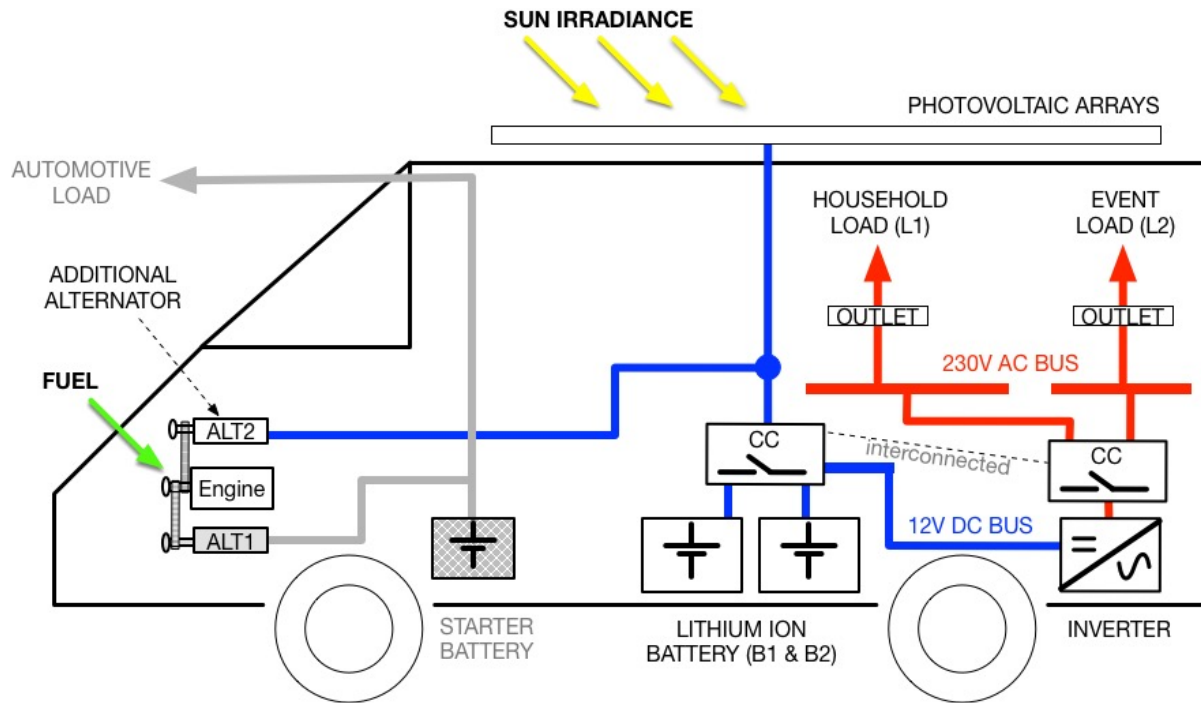 SUN IRRADIANCE
PHOTOVOLTAIC ARRAYS
AUTOMOTIVE
LOAD
HOUSEHOLD
LOAD (L1)
EVENT
LOAD (L2)
ADDITIONAL
ALTERNATOR
OUTLET
OUTLET
230V AC BUS
FUEL
ALT2
CC
interconnected
CC
Engine
12V DC BUS
ALT1
STARTER
BATTERY
LITHIUM ION
BATTERY (B1 & B2)
INVERTER